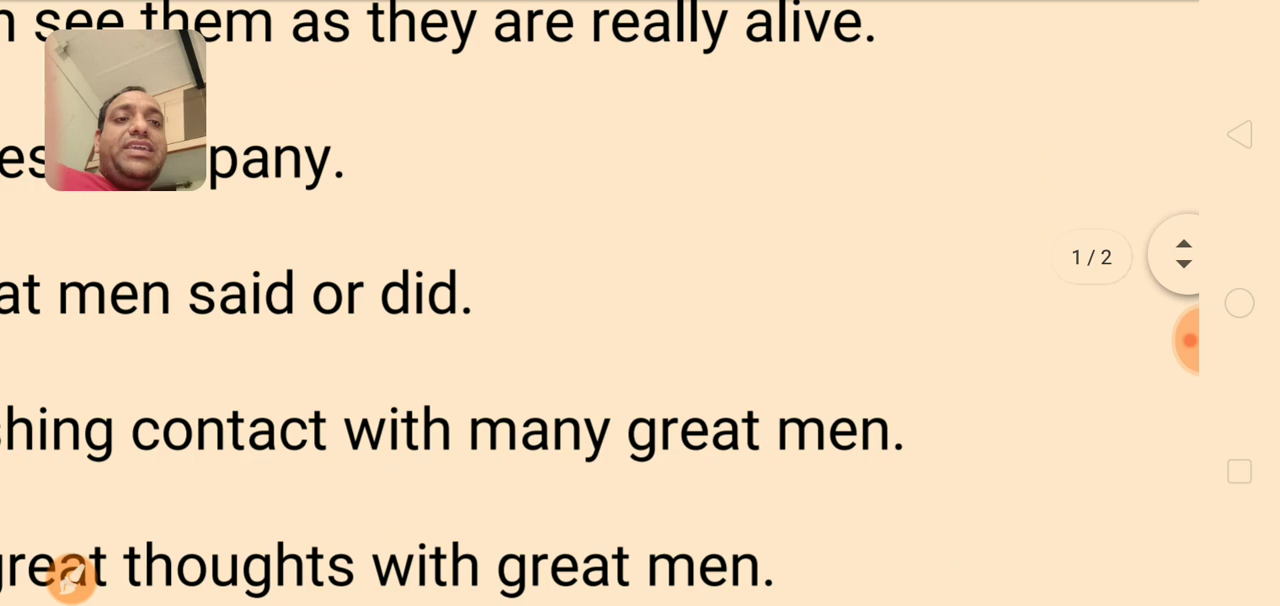 see them as they are really alive.
pany.
at men said or did.
hing contact with many great men.
great thoughts with great men.
1 / 2